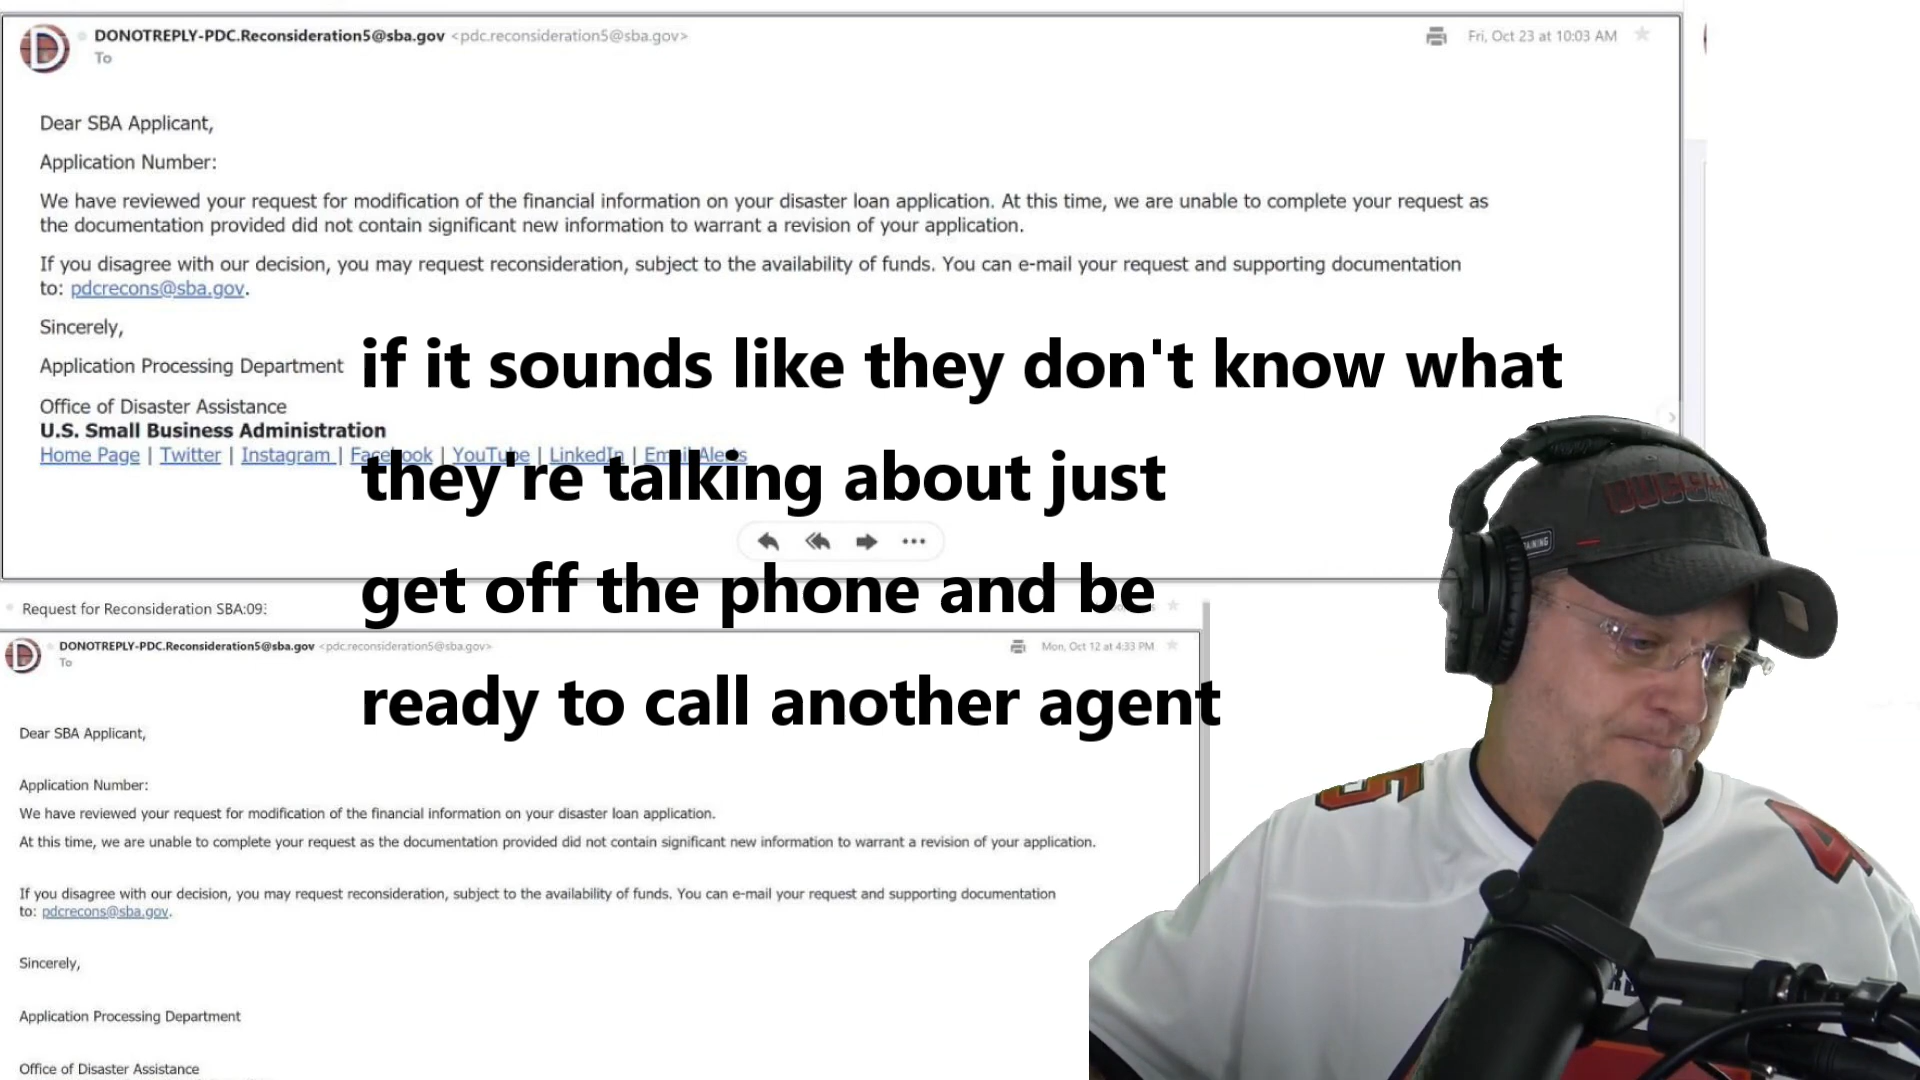 DONOTREPLY-PDC.Reconsideration5@sba.gov <pdc.reconsideration5@sba.gov>
Fri, Oct 23 at 10:03 AM
To
Dear SBA Applicant,
Application Number:
We have reviewed your request for modification of the financial information on your disaster loan application. At this time, we are unable to complete your request as
the documentation provided did not contain significant new information to warrant a revision of your application.
If you disagree with our decision, you may request reconsideration, subject to the availability of funds. You can e-mail your request and supporting documentation
to: pdcrecons@sba.gov.
Sincerely,
Application Processing Department
Office of Disaster Assistance
U.S. Small Business Administration
Home Page | Twitter | Instagram | Facebook | YouTube | LinkedIn | Email Alerts
if it sounds like they don't know what
they're talking about just
get off the phone and be
ready to call another agent
Request for Reconsideration SBA:09:
DONOTREPLY-PDC.Reconsideration5@sba.gov <pdc.reconsideration5@sba.gov>
Mon, Oct 12 at 4:33 PM
To
Dear SBA Applicant,
Application Number:
We have reviewed your request for modification of the financial information on your disaster loan application.
At this time, we are unable to complete your request as the documentation provided did not contain significant new information to warrant a revision of your application.
If you disagree with our decision, you may request reconsideration, subject to the availability of funds. You can e-mail your request and supporting documentation
to: pdcrecons@sba.gov.
Sincerely,
Application Processing Department
Office of Disaster Assistance